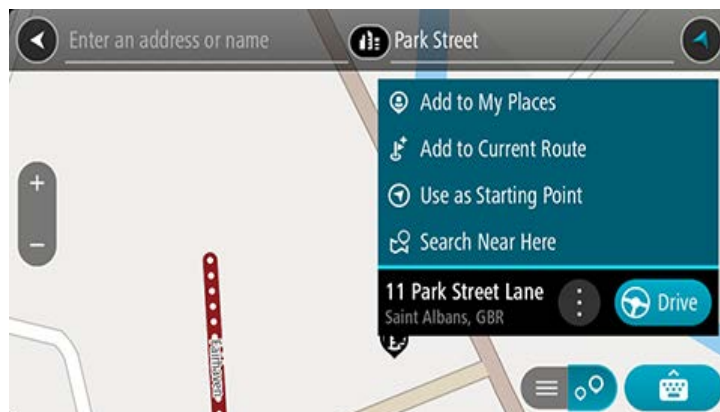 Enter an address or name
Park Street
Add to My Places
Add to Current Route
Use as Starting Point
Search Near Here
11 Park Street Lane
Saint Albans, GBR
Drive
Fairhaven